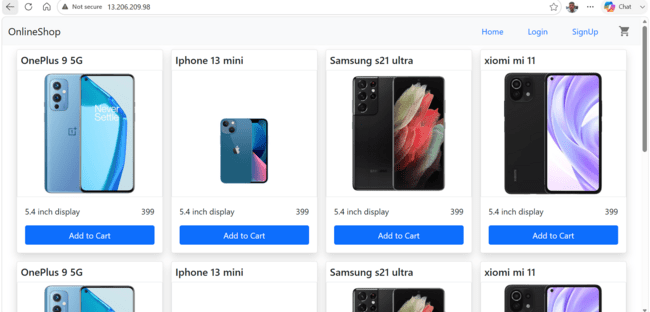 Not secure 13.206.209.98 Chat
OnlineShop Home Login SignUp
OnePlus 9 5G Iphone 13 mini Samsung s21 ultra xiomi mi 11
Never
Settle
5.4 inch display 399 5.4 inch display 399 5.4 inch display 399 5.4 inch display 399
Add to Cart Add to Cart Add to Cart Add to Cart
OnePlus 9 5G Iphone 13 mini Samsung s21 ultra xiomi mi 11